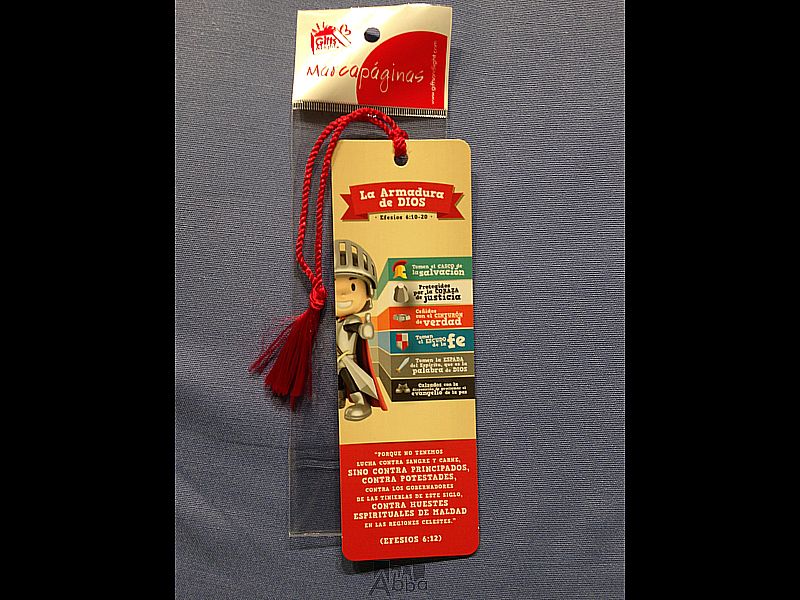 Gifts
Marcapáginas
La Armadura
de DIOS
· Efesios 6:10-20 ·
Tomen el CASCO de
la salvación
Protegidos
por la CORAZA
de justicia
Ceñidos
con el CINTURÓN
de verdad
Tomen
el ESCUDO
de la fe
Tomen la ESPADA
del Espíritu, que es la
palabra de DIOS
Calzados con la
disposición de proclamar el
evangelio de la paz
"PORQUE NO TENEMOS
LUCHA CONTRA SANGRE Y CARNE,
SINO CONTRA PRINCIPADOS,
CONTRA POTESTADES,
CONTRA LOS GOBERNADORES
DE LAS TINIEBLAS DE ESTE SIGLO,
CONTRA HUESTES
ESPIRITUALES DE MALDAD
EN LAS REGIONES CELESTES."
(EFESIOS 6:12)
Abba